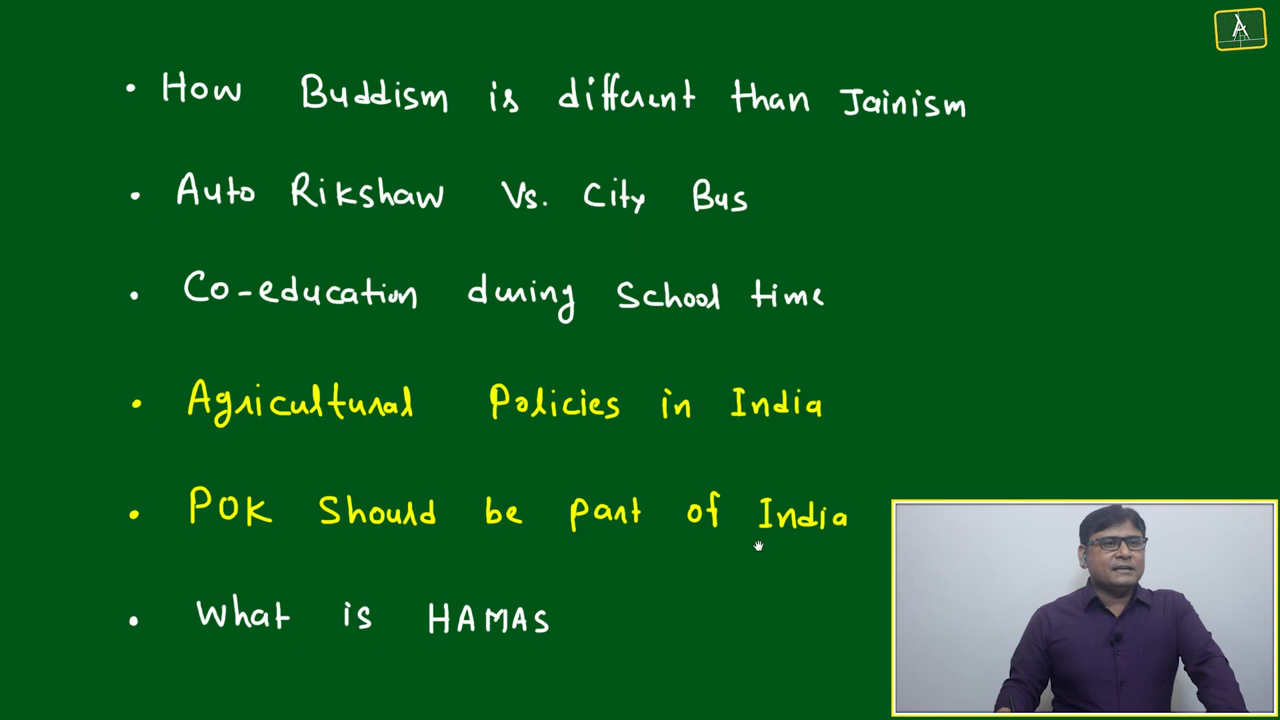 • How Buddism is different than Jainism
• Auto Rikshaw Vs. City Bus
• Co-education during School time
• Agricultural Policies in India
• POK Should be part of India
• What is HAMAS
A